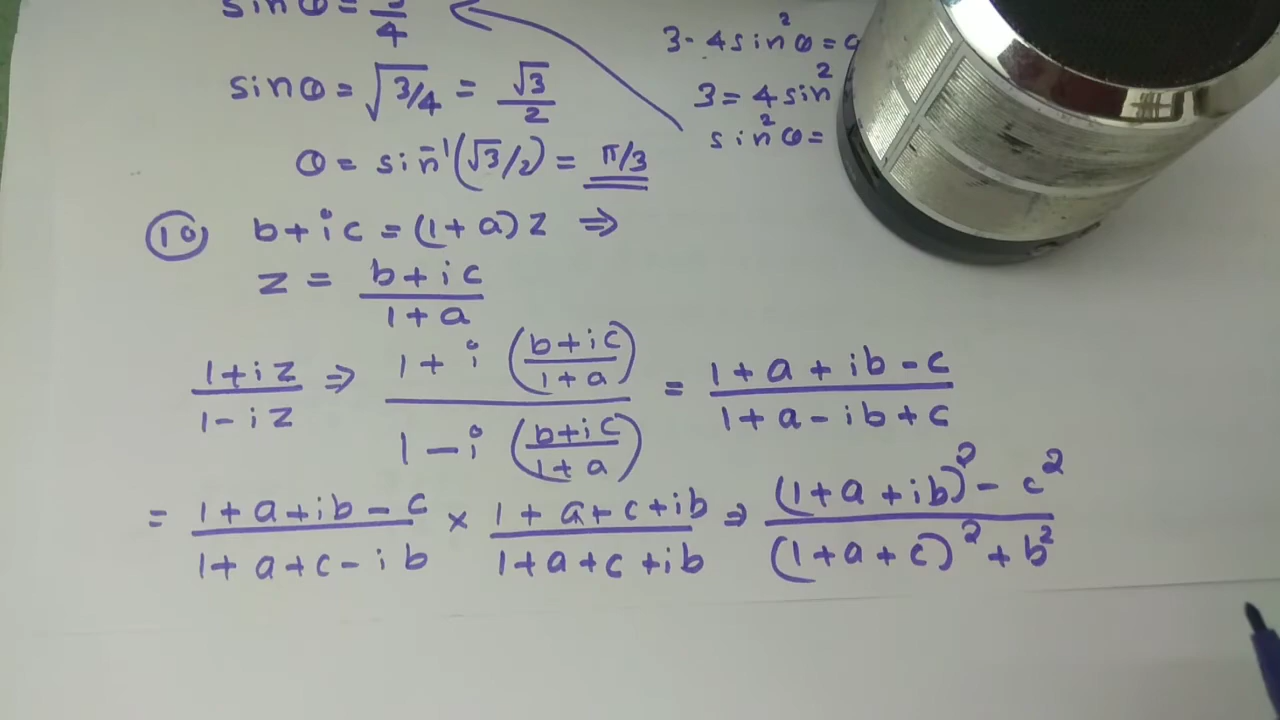 sinθ = 3/4
3 - 4sin²θ = 0
sinθ = √3/4 = √3/2
3 = 4sin²
sin²θ =
θ = sin⁻¹(√3/2) = π/3
(10) b+ic = (1+a)z ⇒
z = (b+ic)/(1+a)
(1+iz)/(1-iz) ⇒ (1+i((b+ic)/(1+a)))/(1-i((b+ic)/(1+a))) = (1+a+ib-c)/(1+a-ib+c)
= (1+a+ib-c)/(1+a+c-ib) × (1+a+c+ib)/(1+a+c+ib) ⇒ ((1+a+ib)²-c²)/((1+a+c)²+b²)